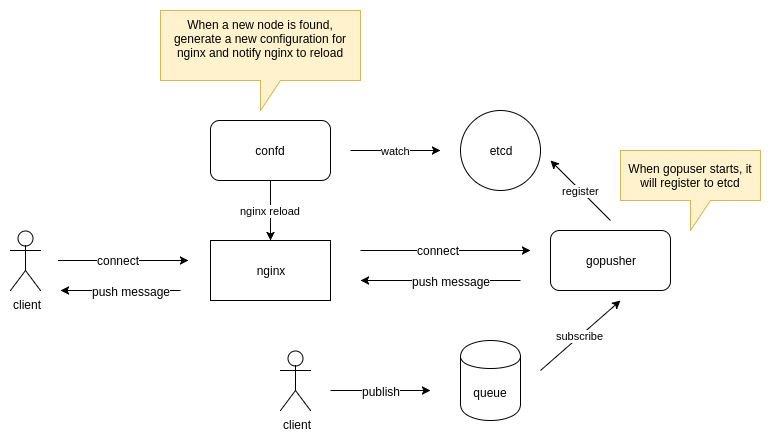 When a new node is found,
generate a new configuration for
nginx and notify nginx to reload
confd
watch
etcd
When gopuser starts, it
will register to etcd
register
nginx reload
connect
push message
client
nginx
connect
push message
gopusher
subscribe
client
publish
queue